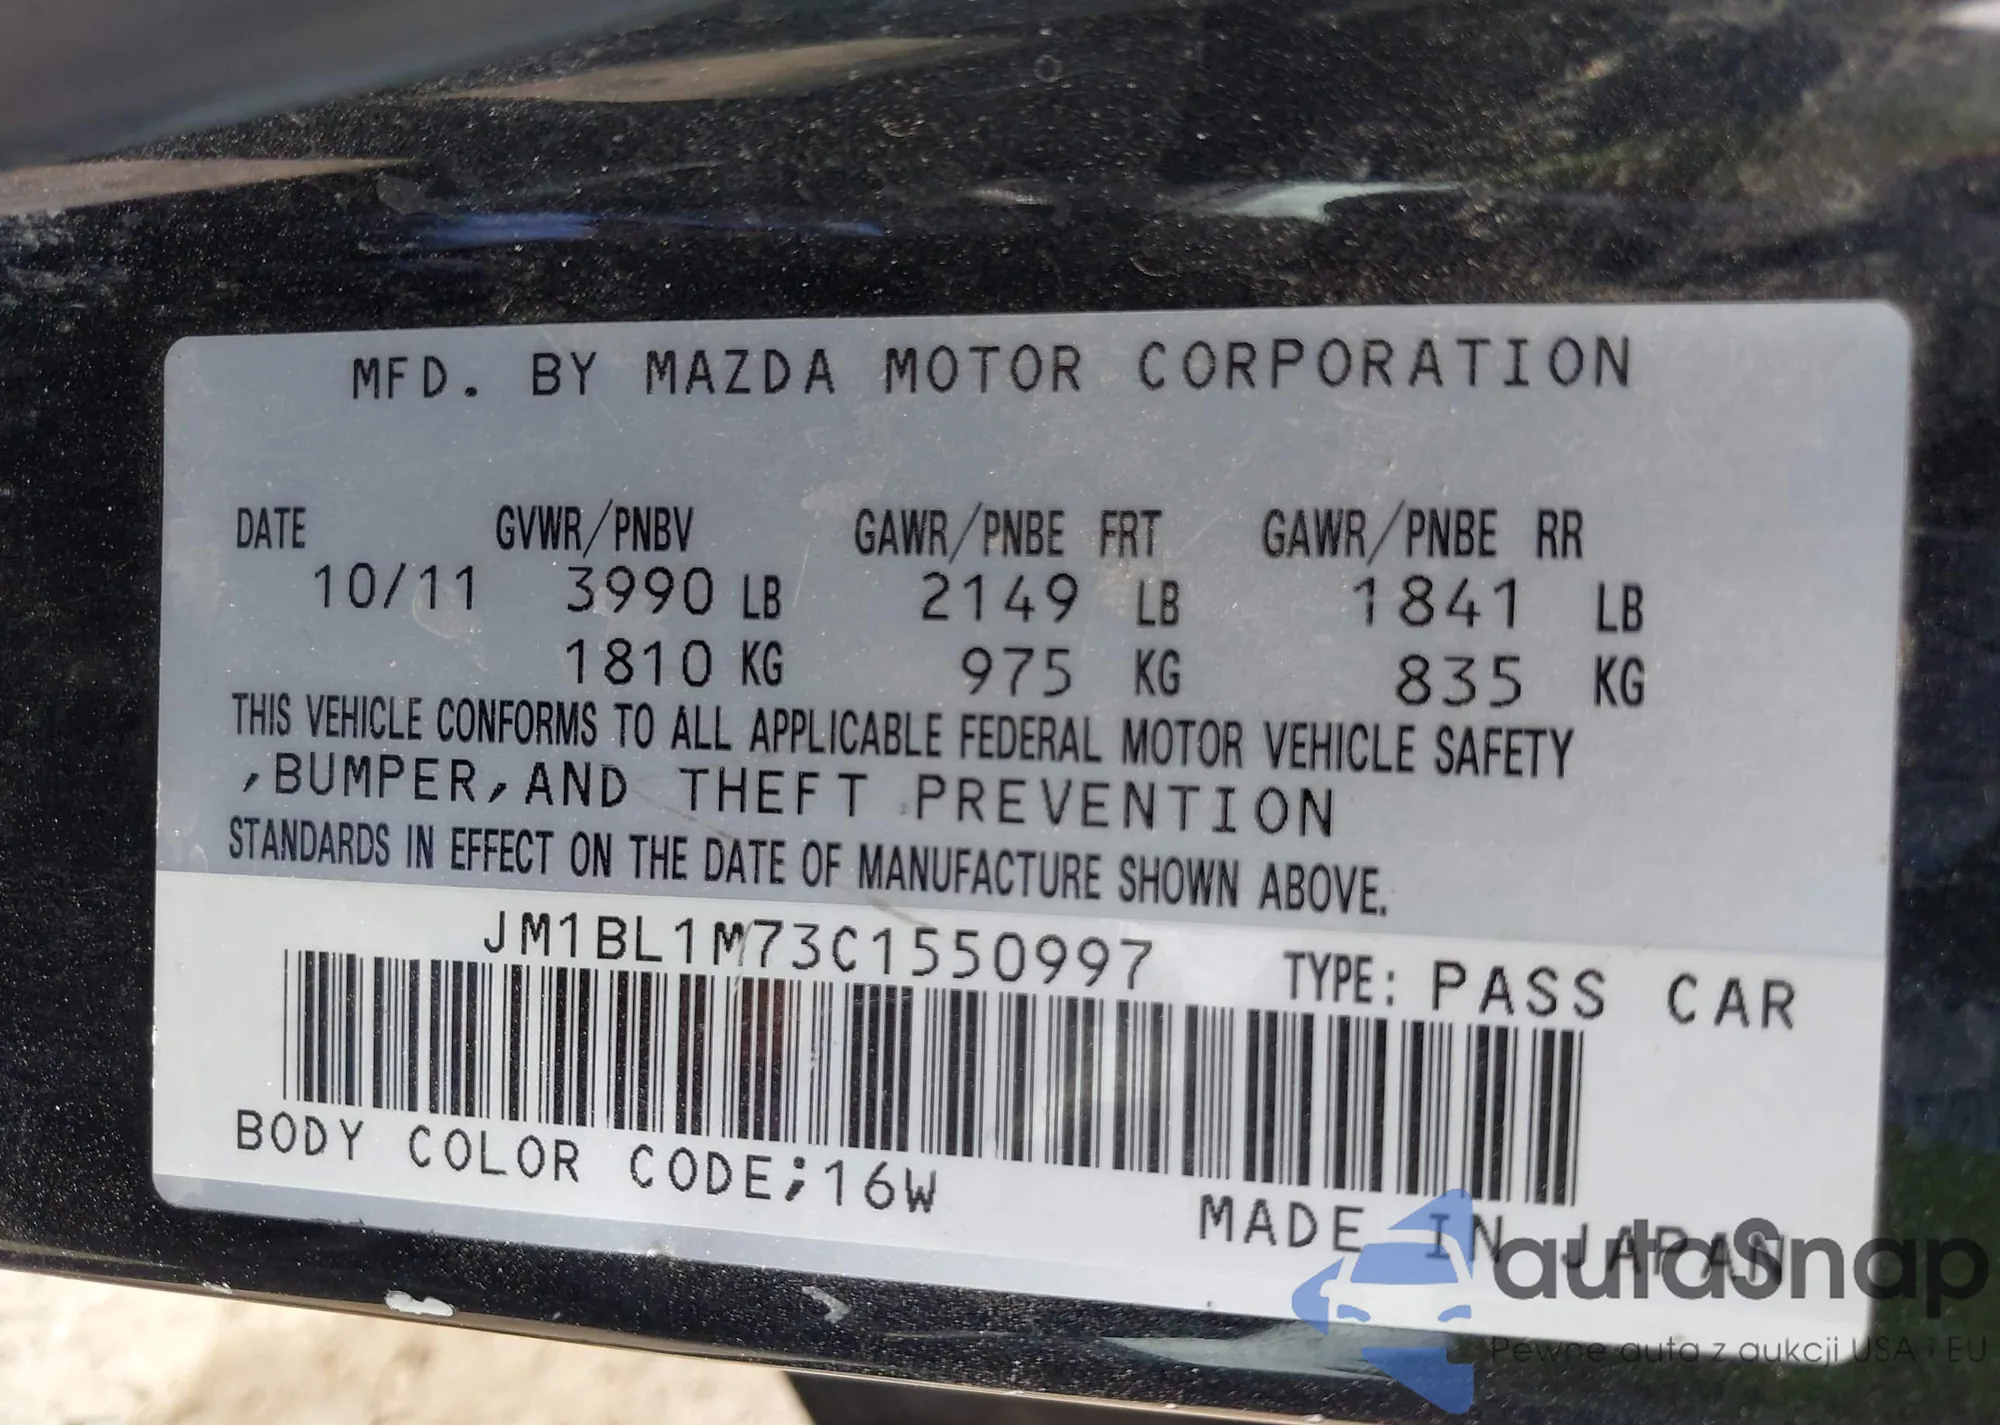 MFD. BY MAZDA MOTOR CORPORATION
DATE GVWR/PNBV GAWR/PNBE FRT GAWR/PNBE RR
10/11 3990 LB 2149 LB 1841 LB
1810 KG 975 KG 835 KG
THIS VEHICLE CONFORMS TO ALL APPLICABLE FEDERAL MOTOR VEHICLE SAFETY
,BUMPER,AND THEFT PREVENTION
STANDARDS IN EFFECT ON THE DATE OF MANUFACTURE SHOWN ABOVE.
JM1BL1M73C1550997 TYPE: PASS CAR
BODY COLOR CODE;16W
MADE IN JAPAN
autaSnap
Pewne auta z aukcji USA i EU